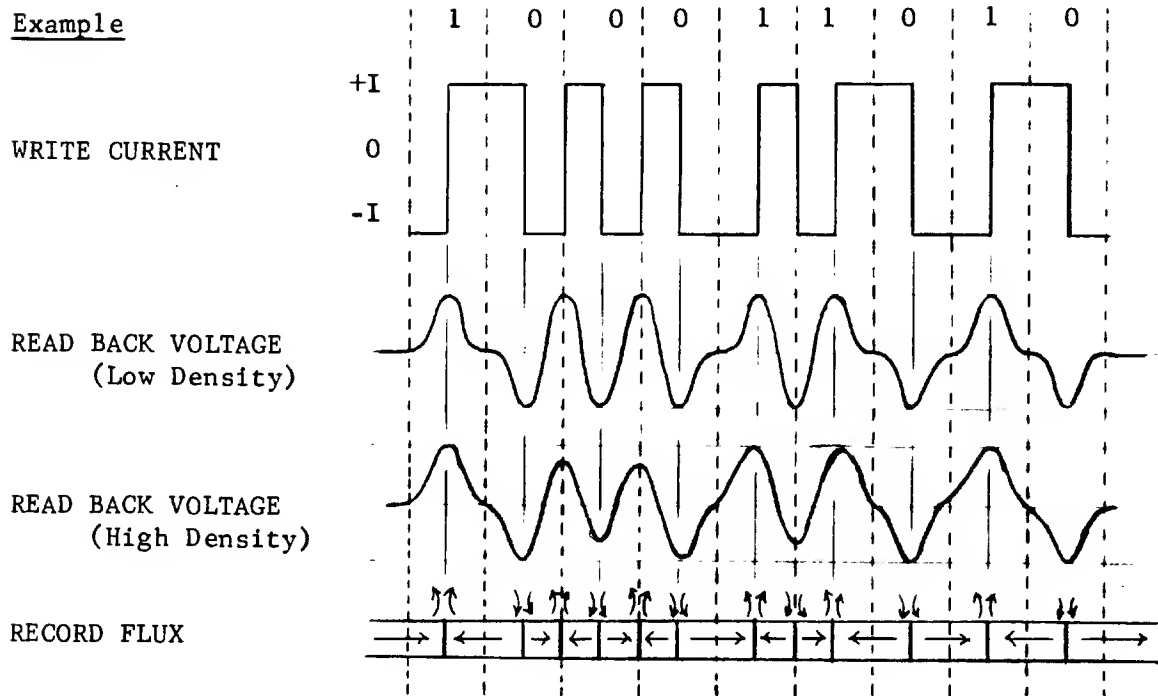 Example 1 0 0 0 1 1 0 1 0
+I
WRITE CURRENT 0
-I
READ BACK VOLTAGE
(Low Density)
READ BACK VOLTAGE
(High Density)
RECORD FLUX